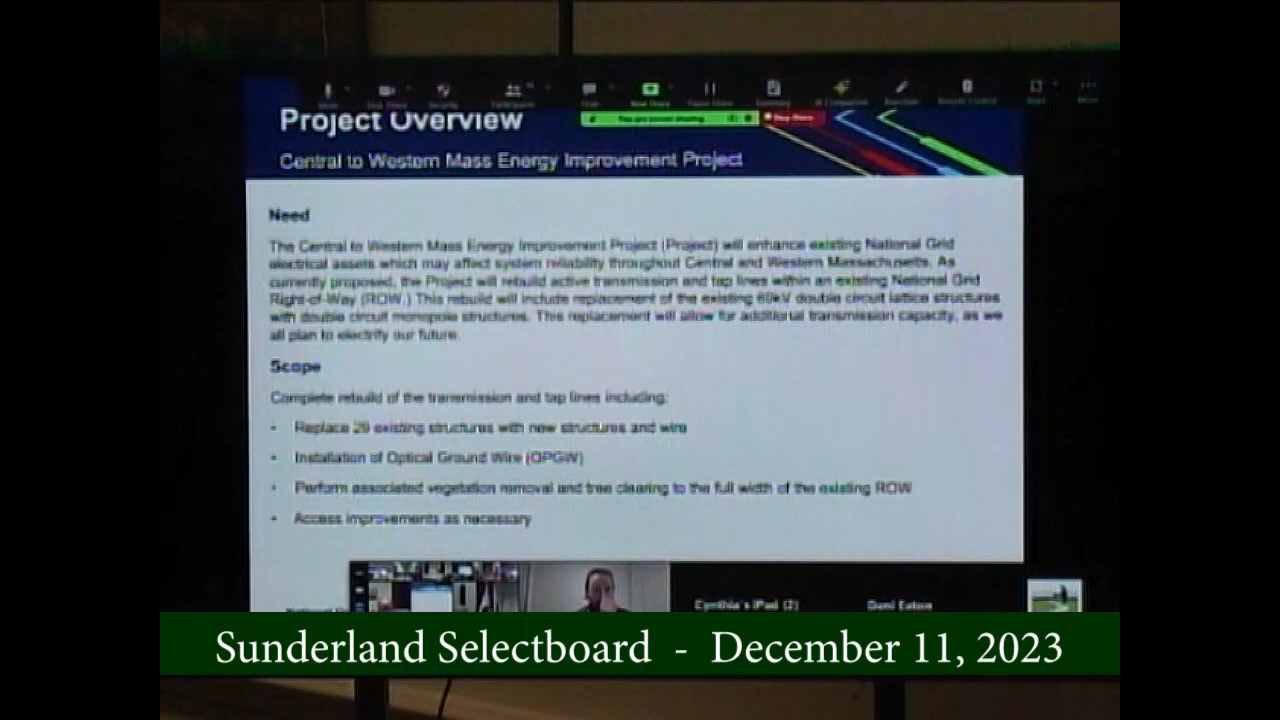 Project Overview
Central to Western Mass Energy Improvement Project
Need
The Central to Western Mass Energy Improvement Project (Project) will enhance existing National Grid
electrical assets which may affect system reliability throughout Central and Western Massachusetts. As
currently proposed, the Project will rebuild active transmission and tap lines within an existing National Grid
Right-of-Way (ROW.) This rebuild will include replacement of the existing 69kV double circuit lattice structures
with double circuit monopole structures. This replacement will allow for additional transmission capacity, as we
all plan to electrify our future.
Scope
Complete rebuild of the transmission and tap lines including:
• Replace 29 existing structures with new structures and wire
• Installation of Optical Ground Wire (OPGW)
• Perform associated vegetation removal and tree clearing to the full width of the existing ROW
• Access improvements as necessary
Cynthia's iPad (2)
Sunderland Selectboard - December 11, 2023